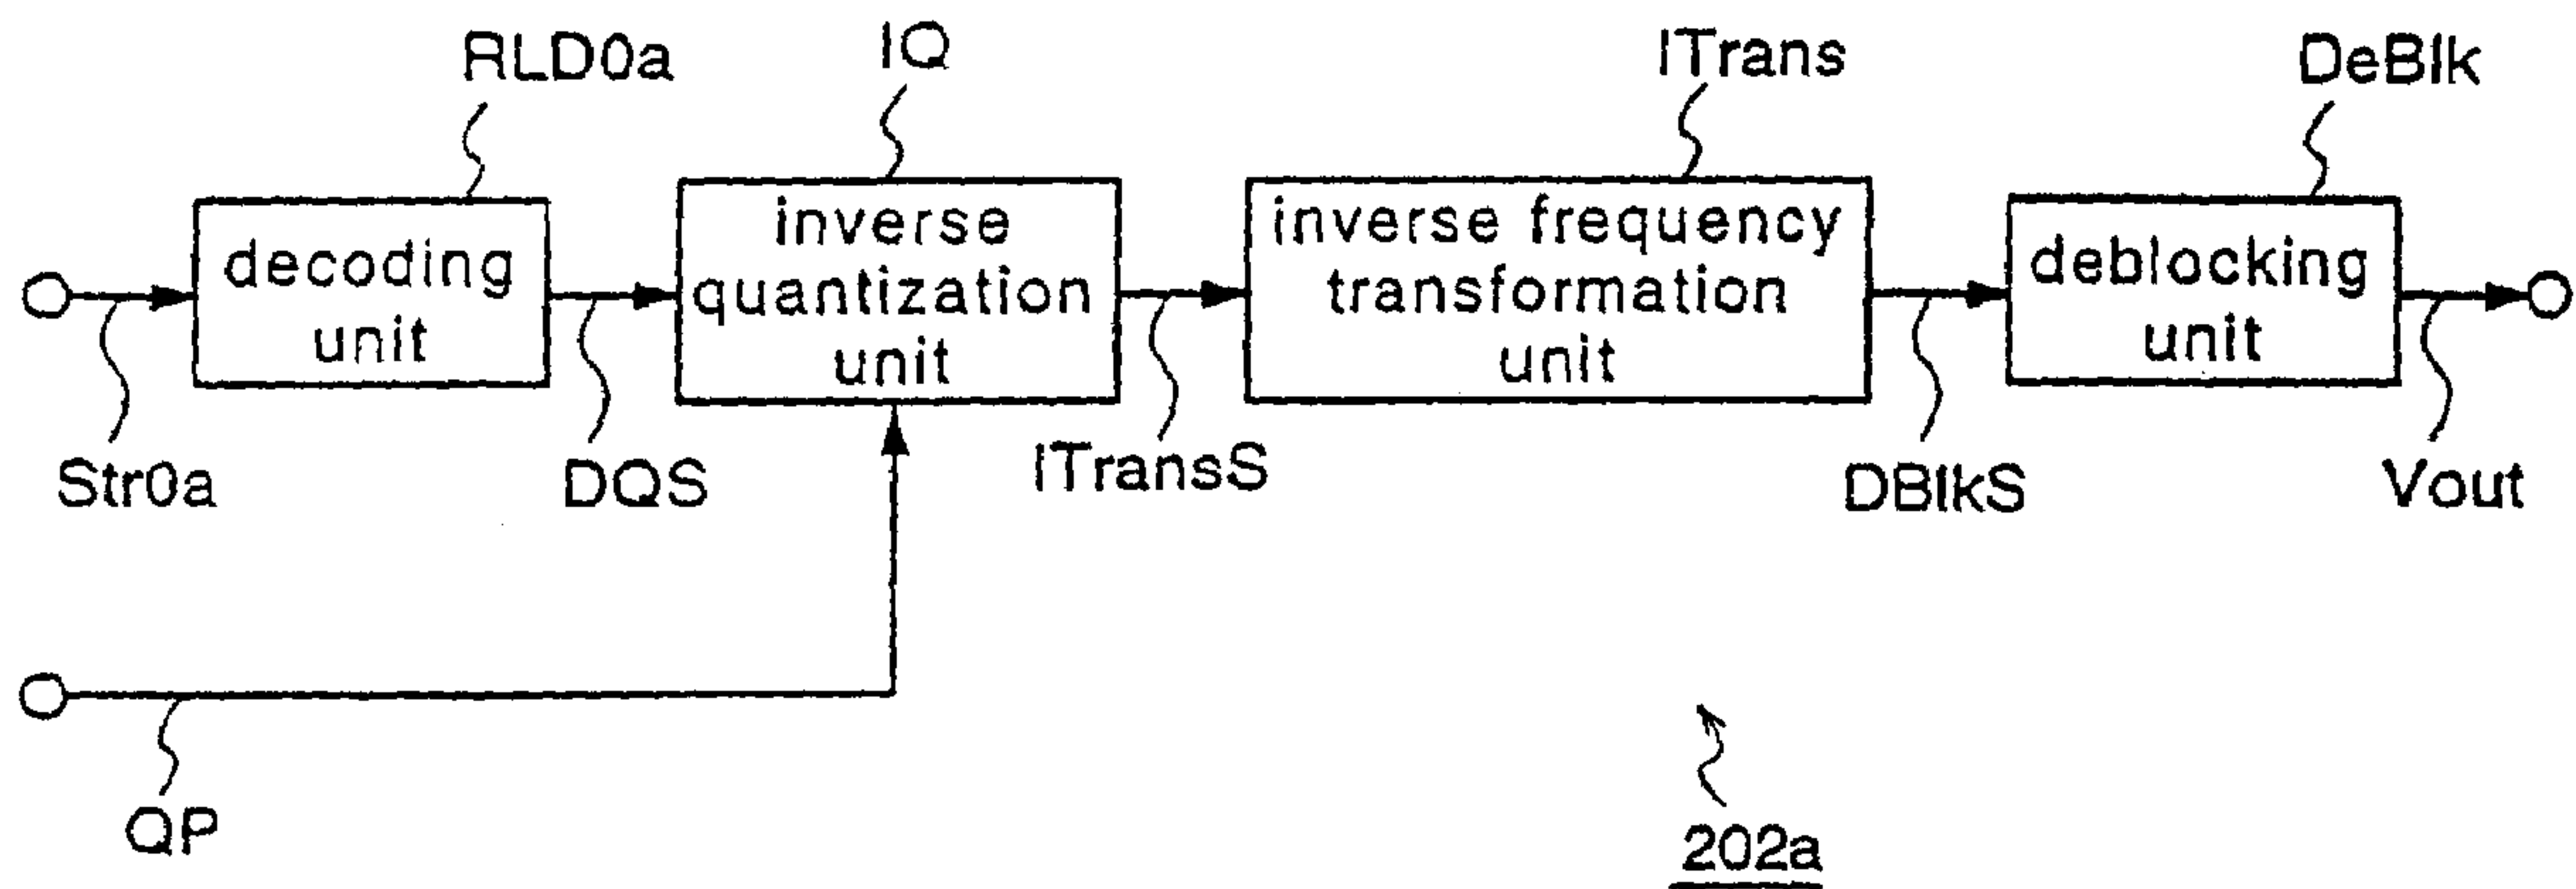 RLD0a
IQ
ITrans
DeBlk
decoding
unit
inverse
quantization
unit
inverse frequency
transformation
unit
deblocking
unit
Str0a
DQS
ITransS
DBlkS
Vout
QP
202a